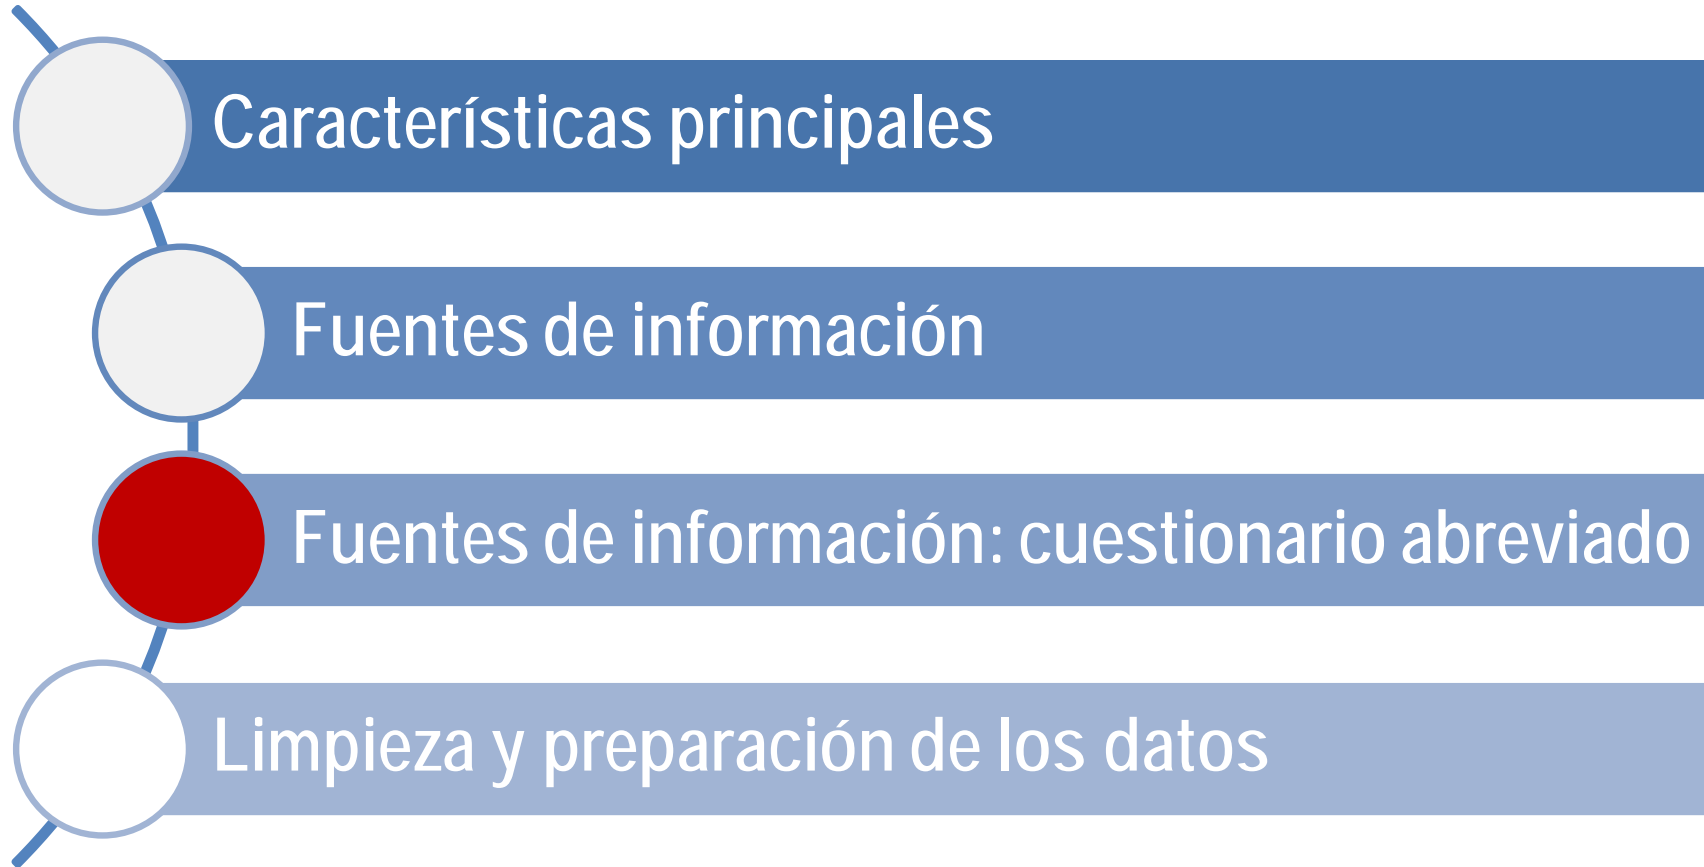 Características principales
Fuentes de información
Fuentes de información: cuestionario abreviado
Limpieza y preparación de los datos